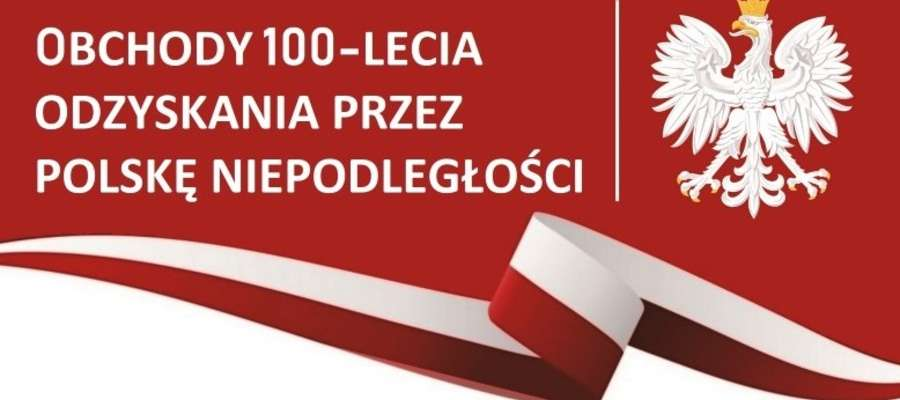 OBCHODY 100-LECIA
ODZYSKANIA PRZEZ
POLSKĘ NIEPODLEGŁOŚCI